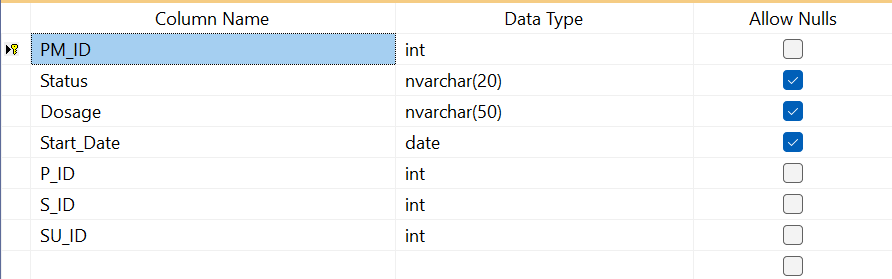 Column Name Data Type Allow Nulls
PM_ID int
Status nvarchar(20)
Dosage nvarchar(50)
Start_Date date
P_ID int
S_ID int
SU_ID int